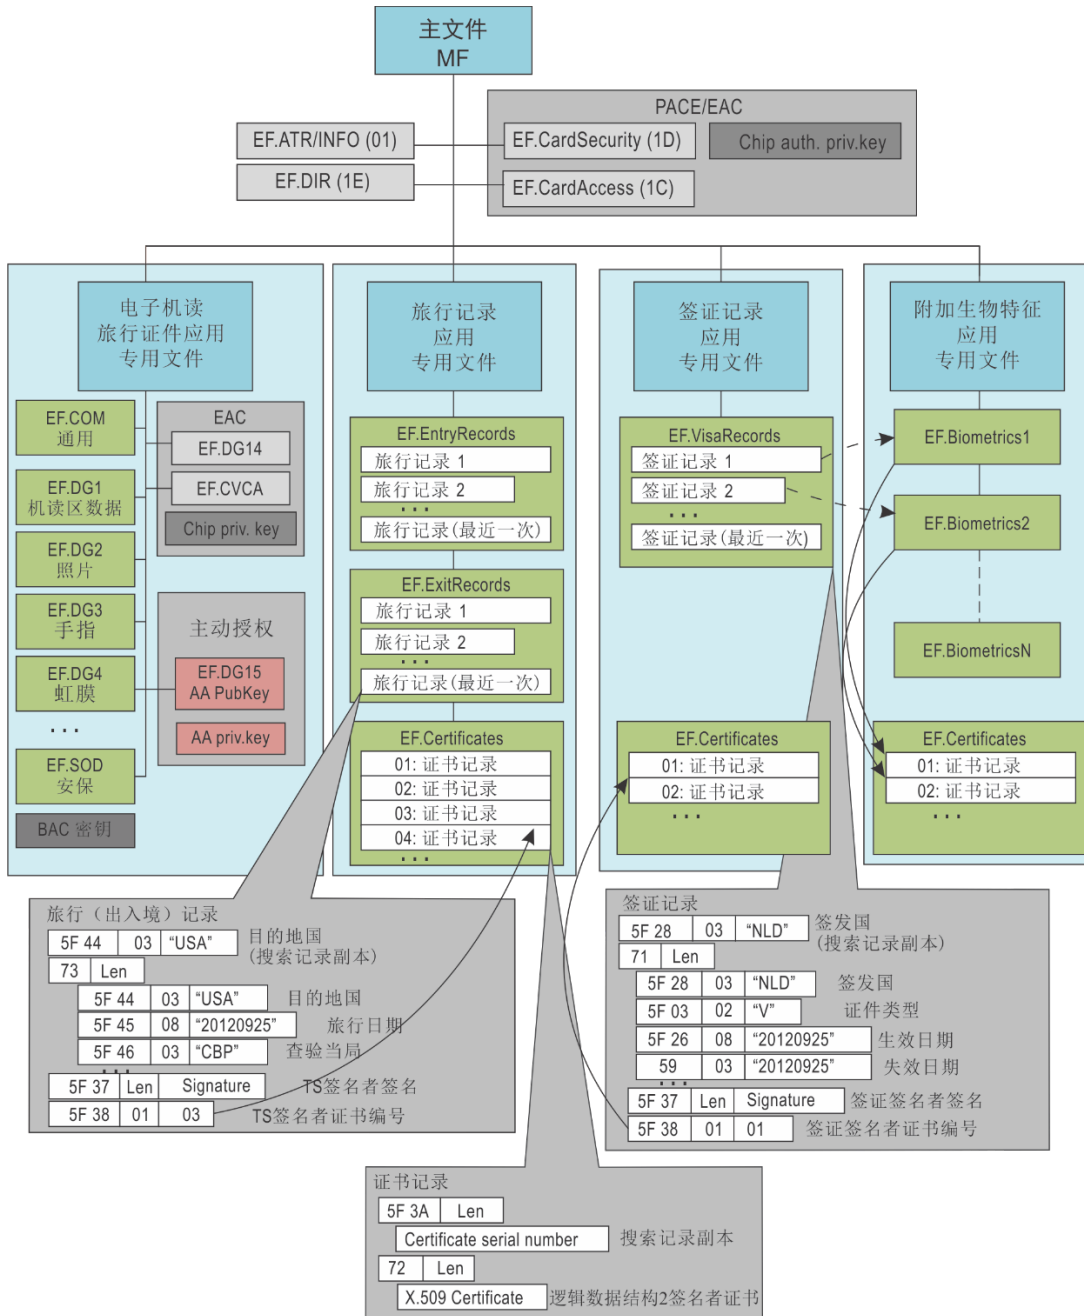 主文件
MF
PACE/EAC
EF.ATR/INFO (01)
EF.CardSecurity (1D)
Chip auth. priv.key
EF.DIR (1E)
EF.CardAccess (1C)
电子机读
旅行证件应用
专用文件
EF.COM
通用
EF.DG1
机读区数据
EF.DG2
照片
EF.DG3
手指
EF.DG4
虹膜
...
EF.SOD
安保
BAC 密钥
EAC
EF.DG14
EF.CVCA
Chip priv. key
主动授权
EF.DG15
AA PubKey
AA priv.key
旅行记录
应用
专用文件
EF.EntryRecords
旅行记录 1
旅行记录 2
...
旅行记录(最近一次)
EF.ExitRecords
旅行记录 1
旅行记录 2
...
旅行记录(最近一次)
EF.Certificates
01: 证书记录
02: 证书记录
03: 证书记录
04: 证书记录
...
签证记录
应用
专用文件
EF.VisaRecords
签证记录 1
签证记录 2
...
签证记录(最近一次)
EF.Certificates
01: 证书记录
02: 证书记录
...
附加生物特征
应用
专用文件
EF.Biometrics1
EF.Biometrics2
EF.BiometricsN
EF.Certificates
01: 证书记录
02: 证书记录
...
旅行（出入境）记录
5F 44 03 “USA” 目的地国
(搜索记录副本)
73 Len
5F 44 03 “USA” 目的地国
5F 45 08 “20120925” 旅行日期
5F 46 03 “CBP” 查验当局
...
5F 37 Len Signature TS签名者签名
5F 38 01 03 TS签名者证书编号
签证记录
5F 28 03 “NLD” 签发国
(搜索记录副本)
71 Len
5F 28 03 “NLD” 签发国
5F 03 02 “V” 证件类型
5F 26 08 “20120925” 生效日期
59 03 “20120925” 失效日期
...
5F 37 Len Signature 签证签名者签名
5F 38 01 01 签证签名者证书编号
证书记录
5F 3A Len
Certificate serial number 搜索记录副本
72 Len
X.509 Certificate 逻辑数据结构2签名者证书